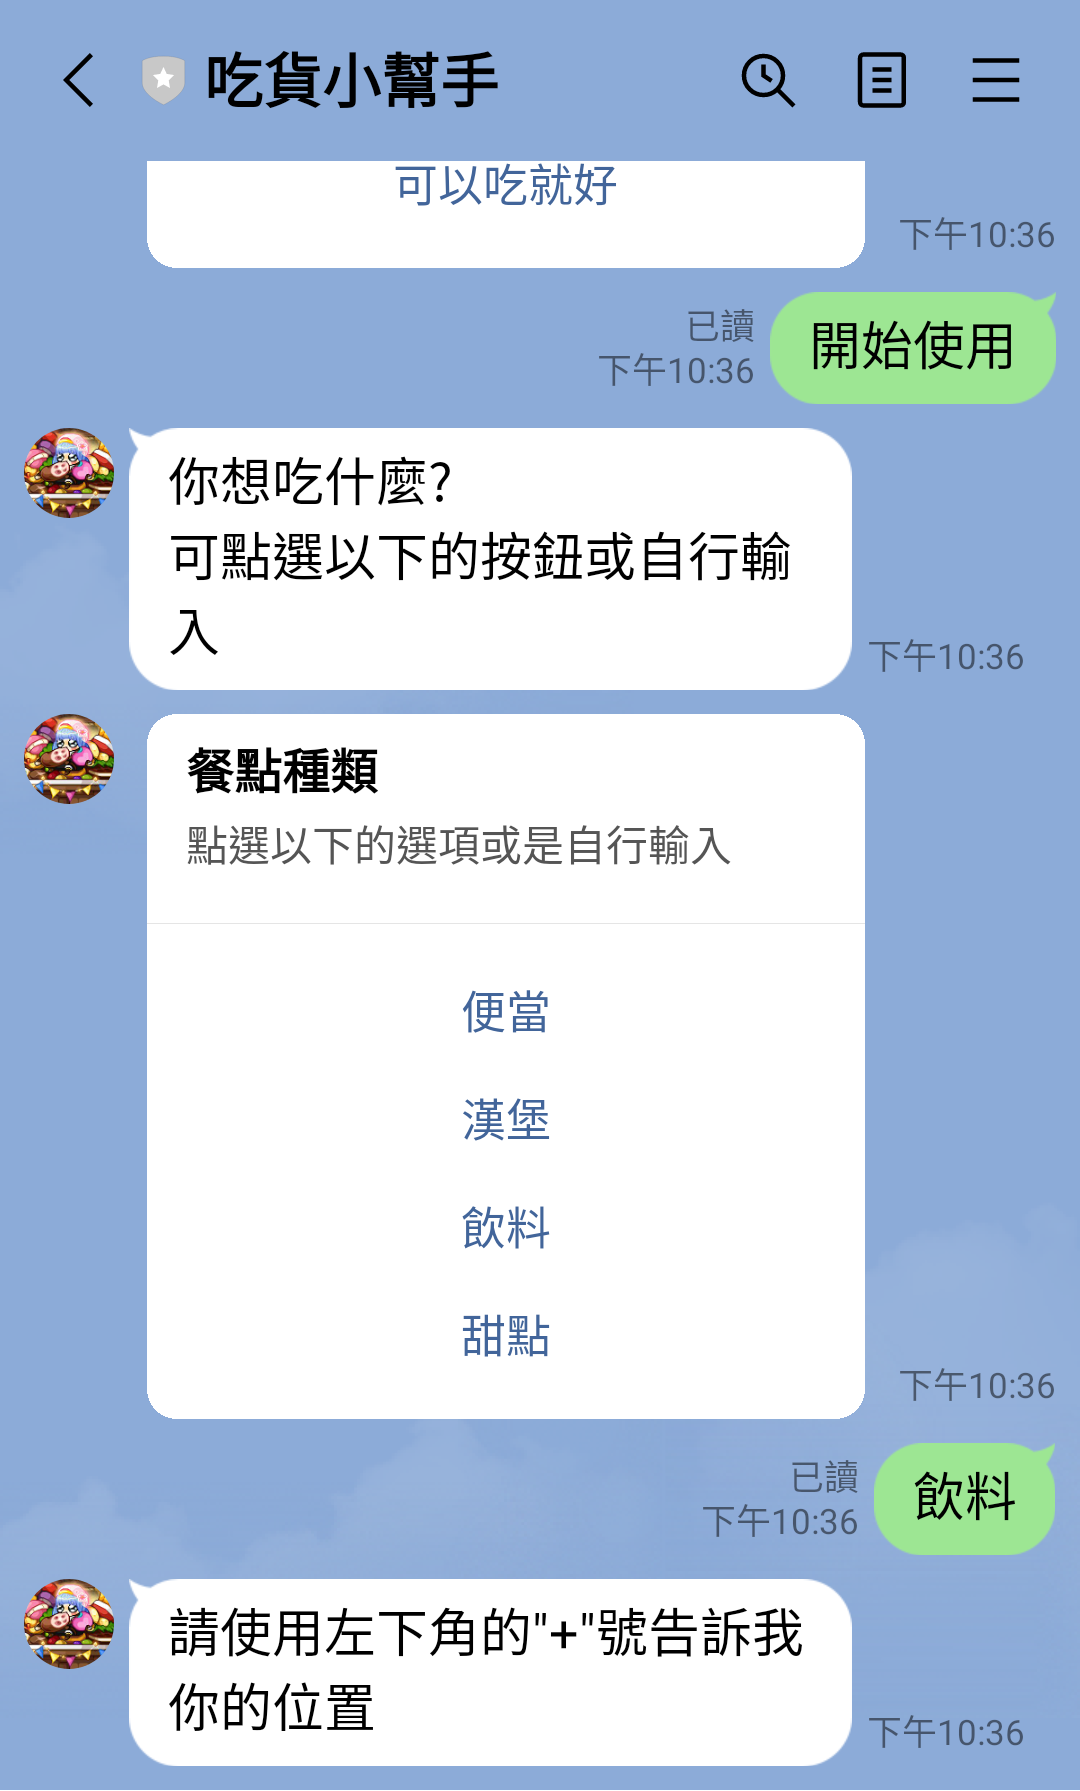 吃貨小幫手
可以吃就好
下午10:36
已讀
下午10:36
開始使用
你想吃什麼?
可點選以下的按鈕或自行輸
入
下午10:36
餐點種類
點選以下的選項或是自行輸入
便當
漢堡
飲料
甜點
下午10:36
已讀
下午10:36
飲料
請使用左下角的"+"號告訴我
你的位置
下午10:36